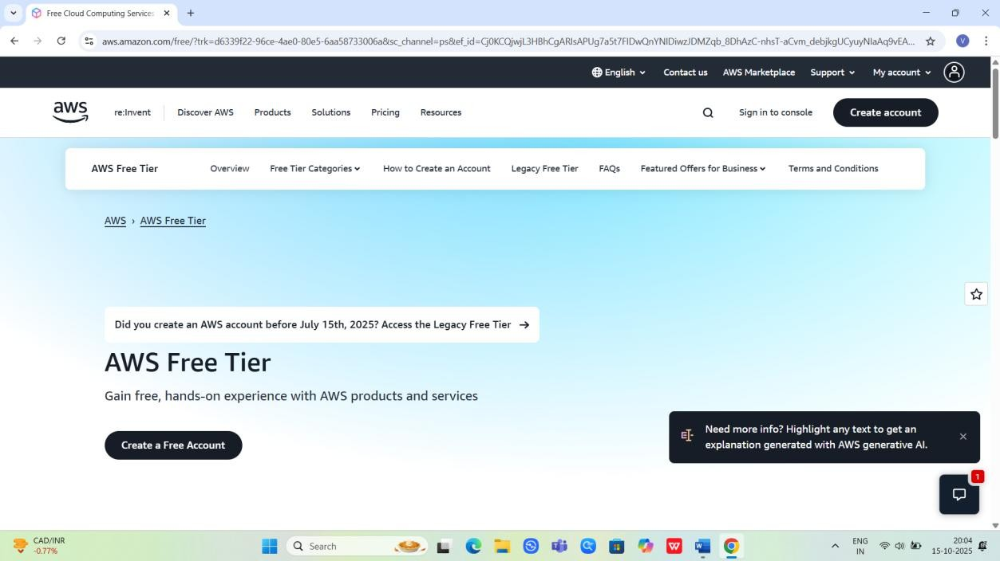 Free Cloud Computing Services
aws.amazon.com/free/?trk=d6339f22-96ce-4ae0-80e5-6aa58733006a&sc_channel=ps&ef_id=Cj0KCQjwjL3HBhCgARIsAPUg7a5t7FIDwQnYNIDiwzJDMZqb_8DhAzC-nhsT-aCvm_debjkgUCyuyNIaAq9vEA...
V
English
Contact us
AWS Marketplace
Support
My account
aws
re:Invent
Discover AWS
Products
Solutions
Pricing
Resources
Sign in to console
Create account
AWS Free Tier
Overview
Free Tier Categories
How to Create an Account
Legacy Free Tier
FAQs
Featured Offers for Business
Terms and Conditions
AWS › AWS Free Tier
Did you create an AWS account before July 15th, 2025? Access the Legacy Free Tier →
AWS Free Tier
Gain free, hands-on experience with AWS products and services
Create a Free Account
Need more info? Highlight any text to get an
explanation generated with AWS generative AI.
1
CAD/INR
-0.77%
Search
ENG
IN
20:04
15-10-2025